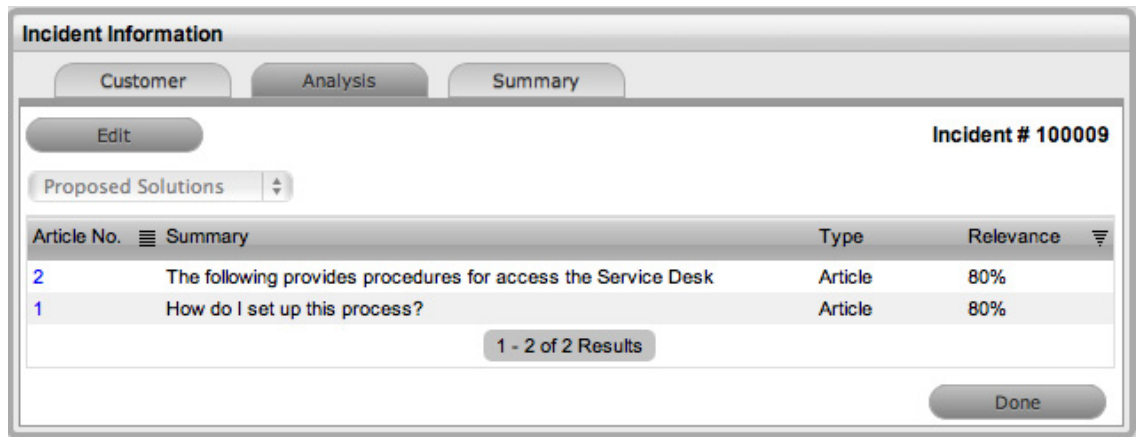 Incident Information
Customer Analysis Summary
Edit Incident # 100009
Proposed Solutions
Article No. Summary Type Relevance
2 The following provides procedures for access the Service Desk Article 80%
1 How do I set up this process? Article 80%
1 - 2 of 2 Results
Done